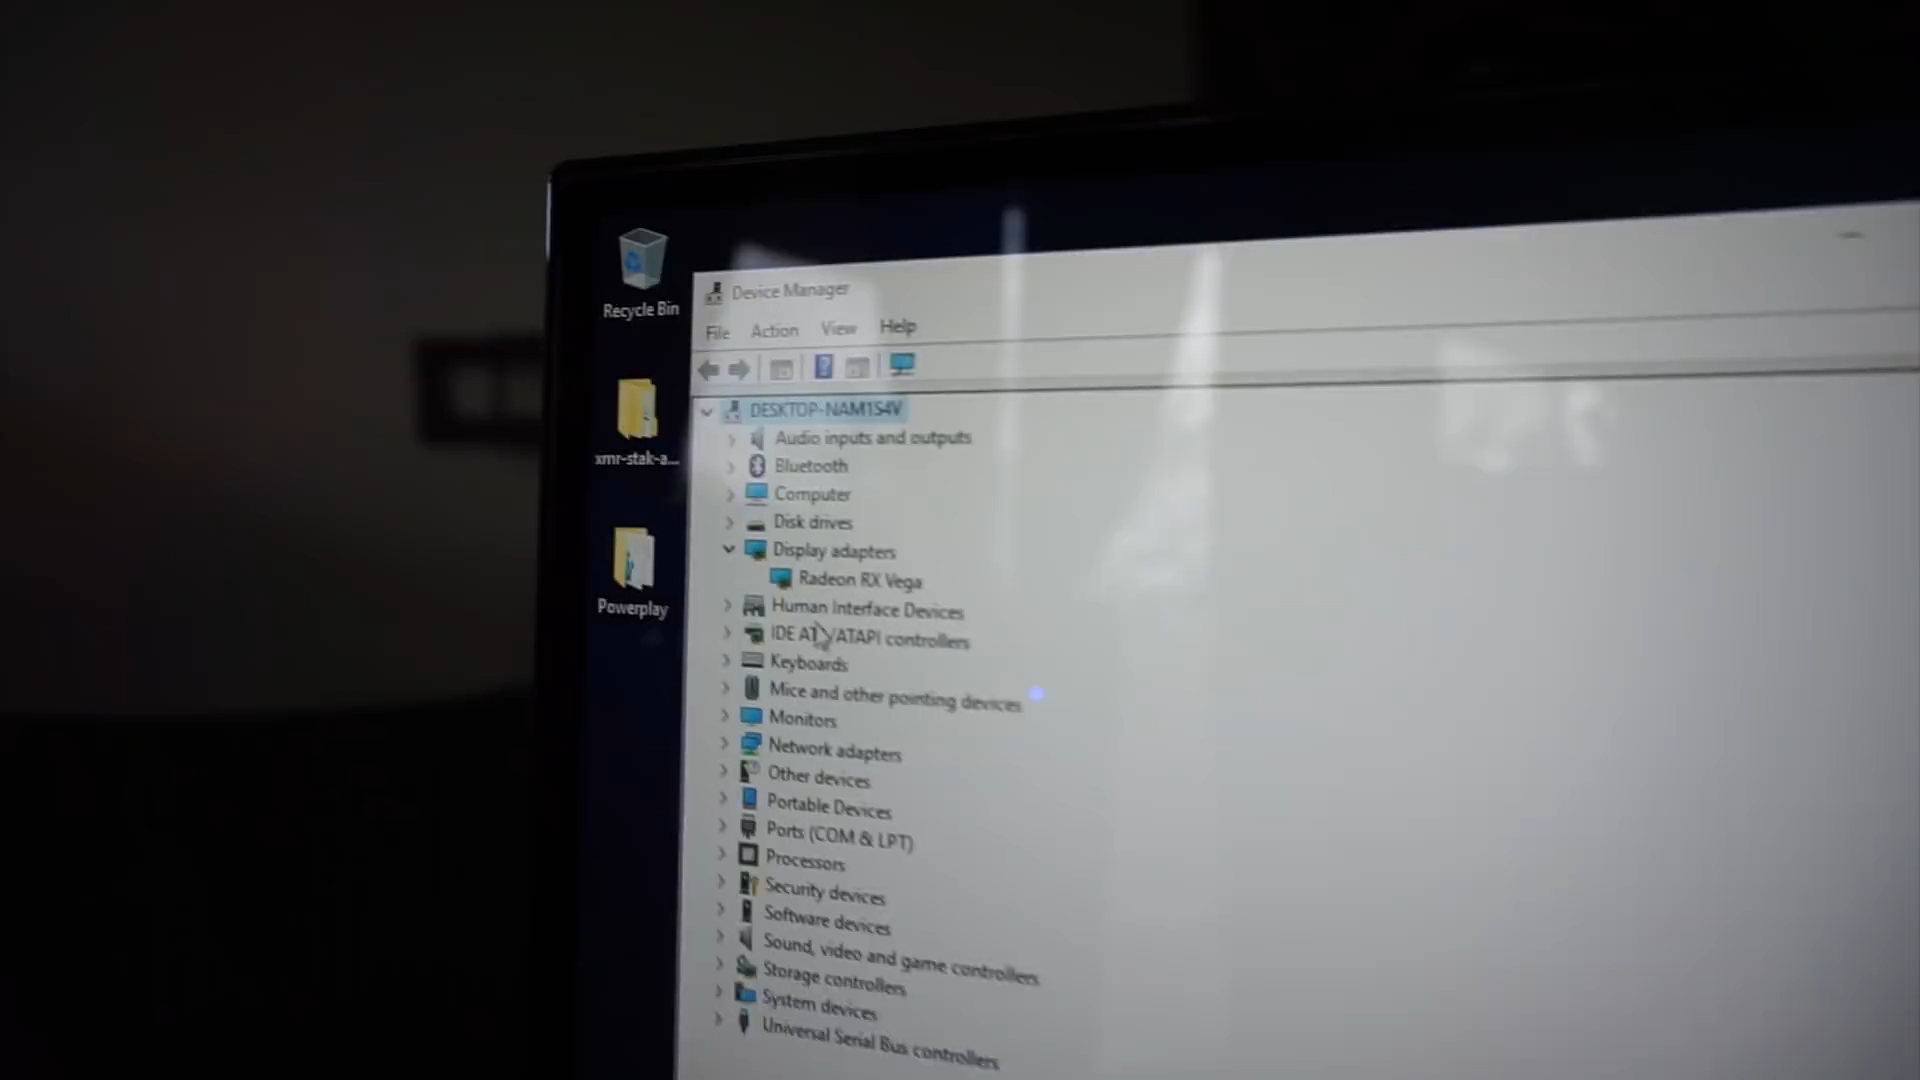 Recycle Bin
xmr-stak-a...
Powerplay
Device Manager
File Action View Help
DESKTOP-NAM1S4V
Audio inputs and outputs
Bluetooth
Computer
Disk drives
Display adapters
Radeon RX Vega
Human Interface Devices
IDE ATA/ATAPI controllers
Keyboards
Mice and other pointing devices
Monitors
Network adapters
Other devices
Portable Devices
Ports (COM & LPT)
Processors
Security devices
Software devices
Sound, video and game controllers
Storage controllers
System devices
Universal Serial Bus controllers